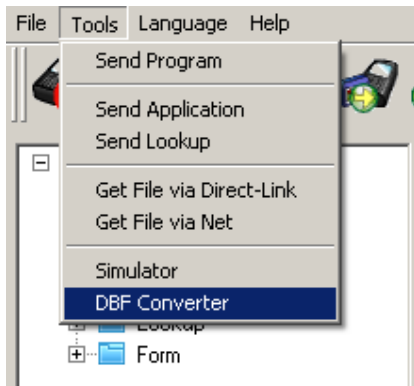 File Tools Language Help
Send Program
Send Application
Send Lookup
Get File via Direct-Link
Get File via Net
Simulator
DBF Converter
Lookup
Form